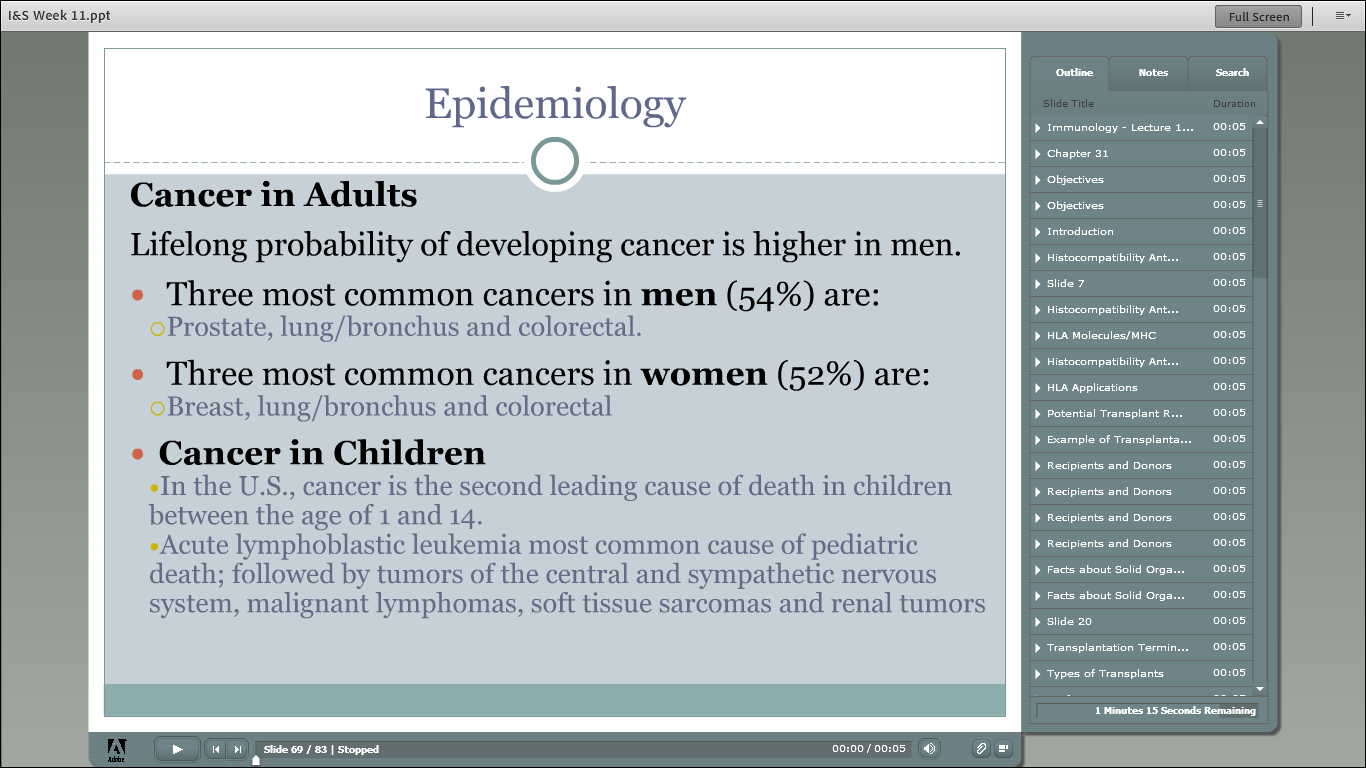 I&S Week 11.ppt
Full Screen
Epidemiology
Cancer in Adults
Lifelong probability of developing cancer is higher in men.
Three most common cancers in men (54%) are:
Prostate, lung/bronchus and colorectal.
Three most common cancers in women (52%) are:
Breast, lung/bronchus and colorectal
Cancer in Children
In the U.S., cancer is the second leading cause of death in children
between the age of 1 and 14.
Acute lymphoblastic leukemia most common cause of pediatric
death; followed by tumors of the central and sympathetic nervous
system, malignant lymphomas, soft tissue sarcomas and renal tumors
Outline Notes Search
Slide Title Duration
Immunology - Lecture 1... 00:05
Chapter 31 00:05
Objectives 00:05
Objectives 00:05
Introduction 00:05
Histocompatibility Ant... 00:05
Slide 7 00:05
Histocompatibility Ant... 00:05
HLA Molecules/MHC 00:05
Histocompatibility Ant... 00:05
HLA Applications 00:05
Potential Transplant R... 00:05
Example of Transplanta... 00:05
Recipients and Donors 00:05
Recipients and Donors 00:05
Recipients and Donors 00:05
Recipients and Donors 00:05
Facts about Solid Orga... 00:05
Facts about Solid Orga... 00:05
Slide 20 00:05
Transplantation Termin... 00:05
Types of Transplants 00:05
1 Minutes 15 Seconds Remaining
Adobe
Slide 69 / 83 | Stopped 00:00 / 00:05